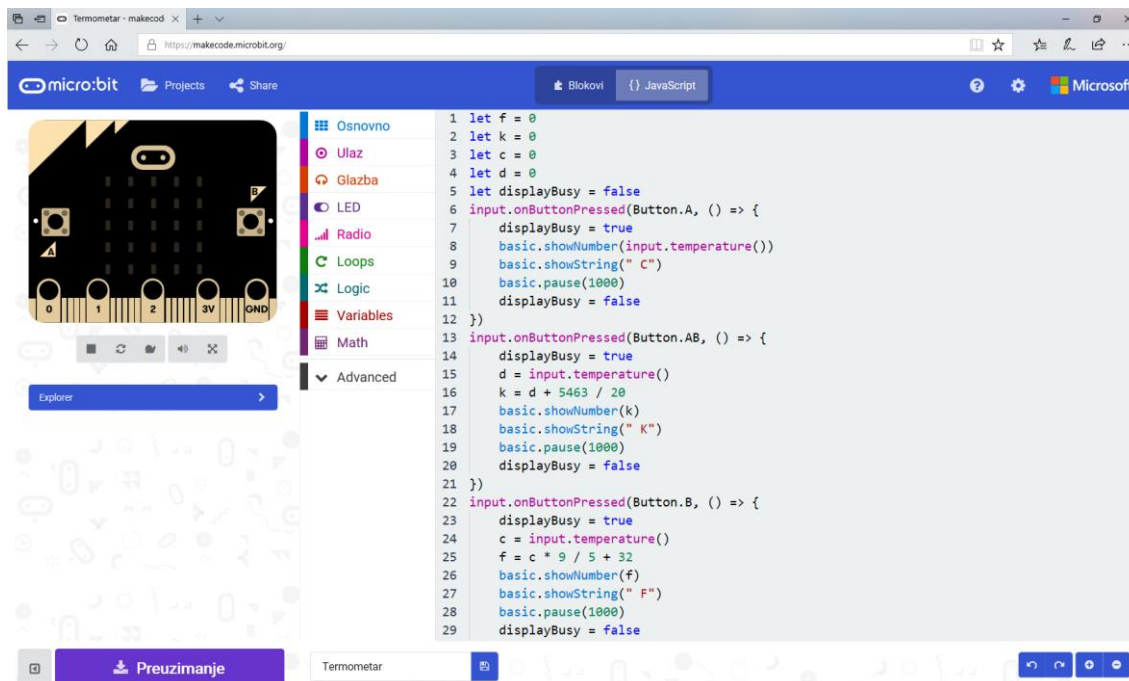 Termometar - makecod
https://makecode.microbit.org/
micro:bit Projects Share Blokovi {} JavaScript Microsoft
A
B
0 1 2 3V GND
Explorer
Osnovno
Ulaz
Glazba
LED
Radio
Loops
Logic
Variables
Math
Advanced
1 let f = 0
2 let k = 0
3 let c = 0
4 let d = 0
5 let displayBusy = false
6 input.onButtonPressed(Button.A, () => {
7 displayBusy = true
8 basic.showNumber(input.temperature())
9 basic.showString(" C")
10 basic.pause(1000)
11 displayBusy = false
12 })
13 input.onButtonPressed(Button.AB, () => {
14 displayBusy = true
15 d = input.temperature()
16 k = d + 5463 / 20
17 basic.showNumber(k)
18 basic.showString(" K")
19 basic.pause(1000)
20 displayBusy = false
21 })
22 input.onButtonPressed(Button.B, () => {
23 displayBusy = true
24 c = input.temperature()
25 f = c * 9 / 5 + 32
26 basic.showNumber(f)
27 basic.showString(" F")
28 basic.pause(1000)
29 displayBusy = false
Preuzimanje
Termometar